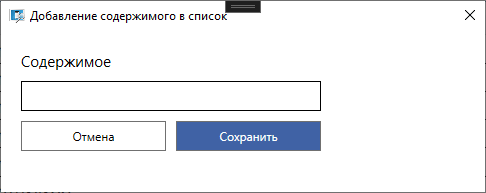 Добавление содержимого в список
Содержимое
Отмена
Сохранить